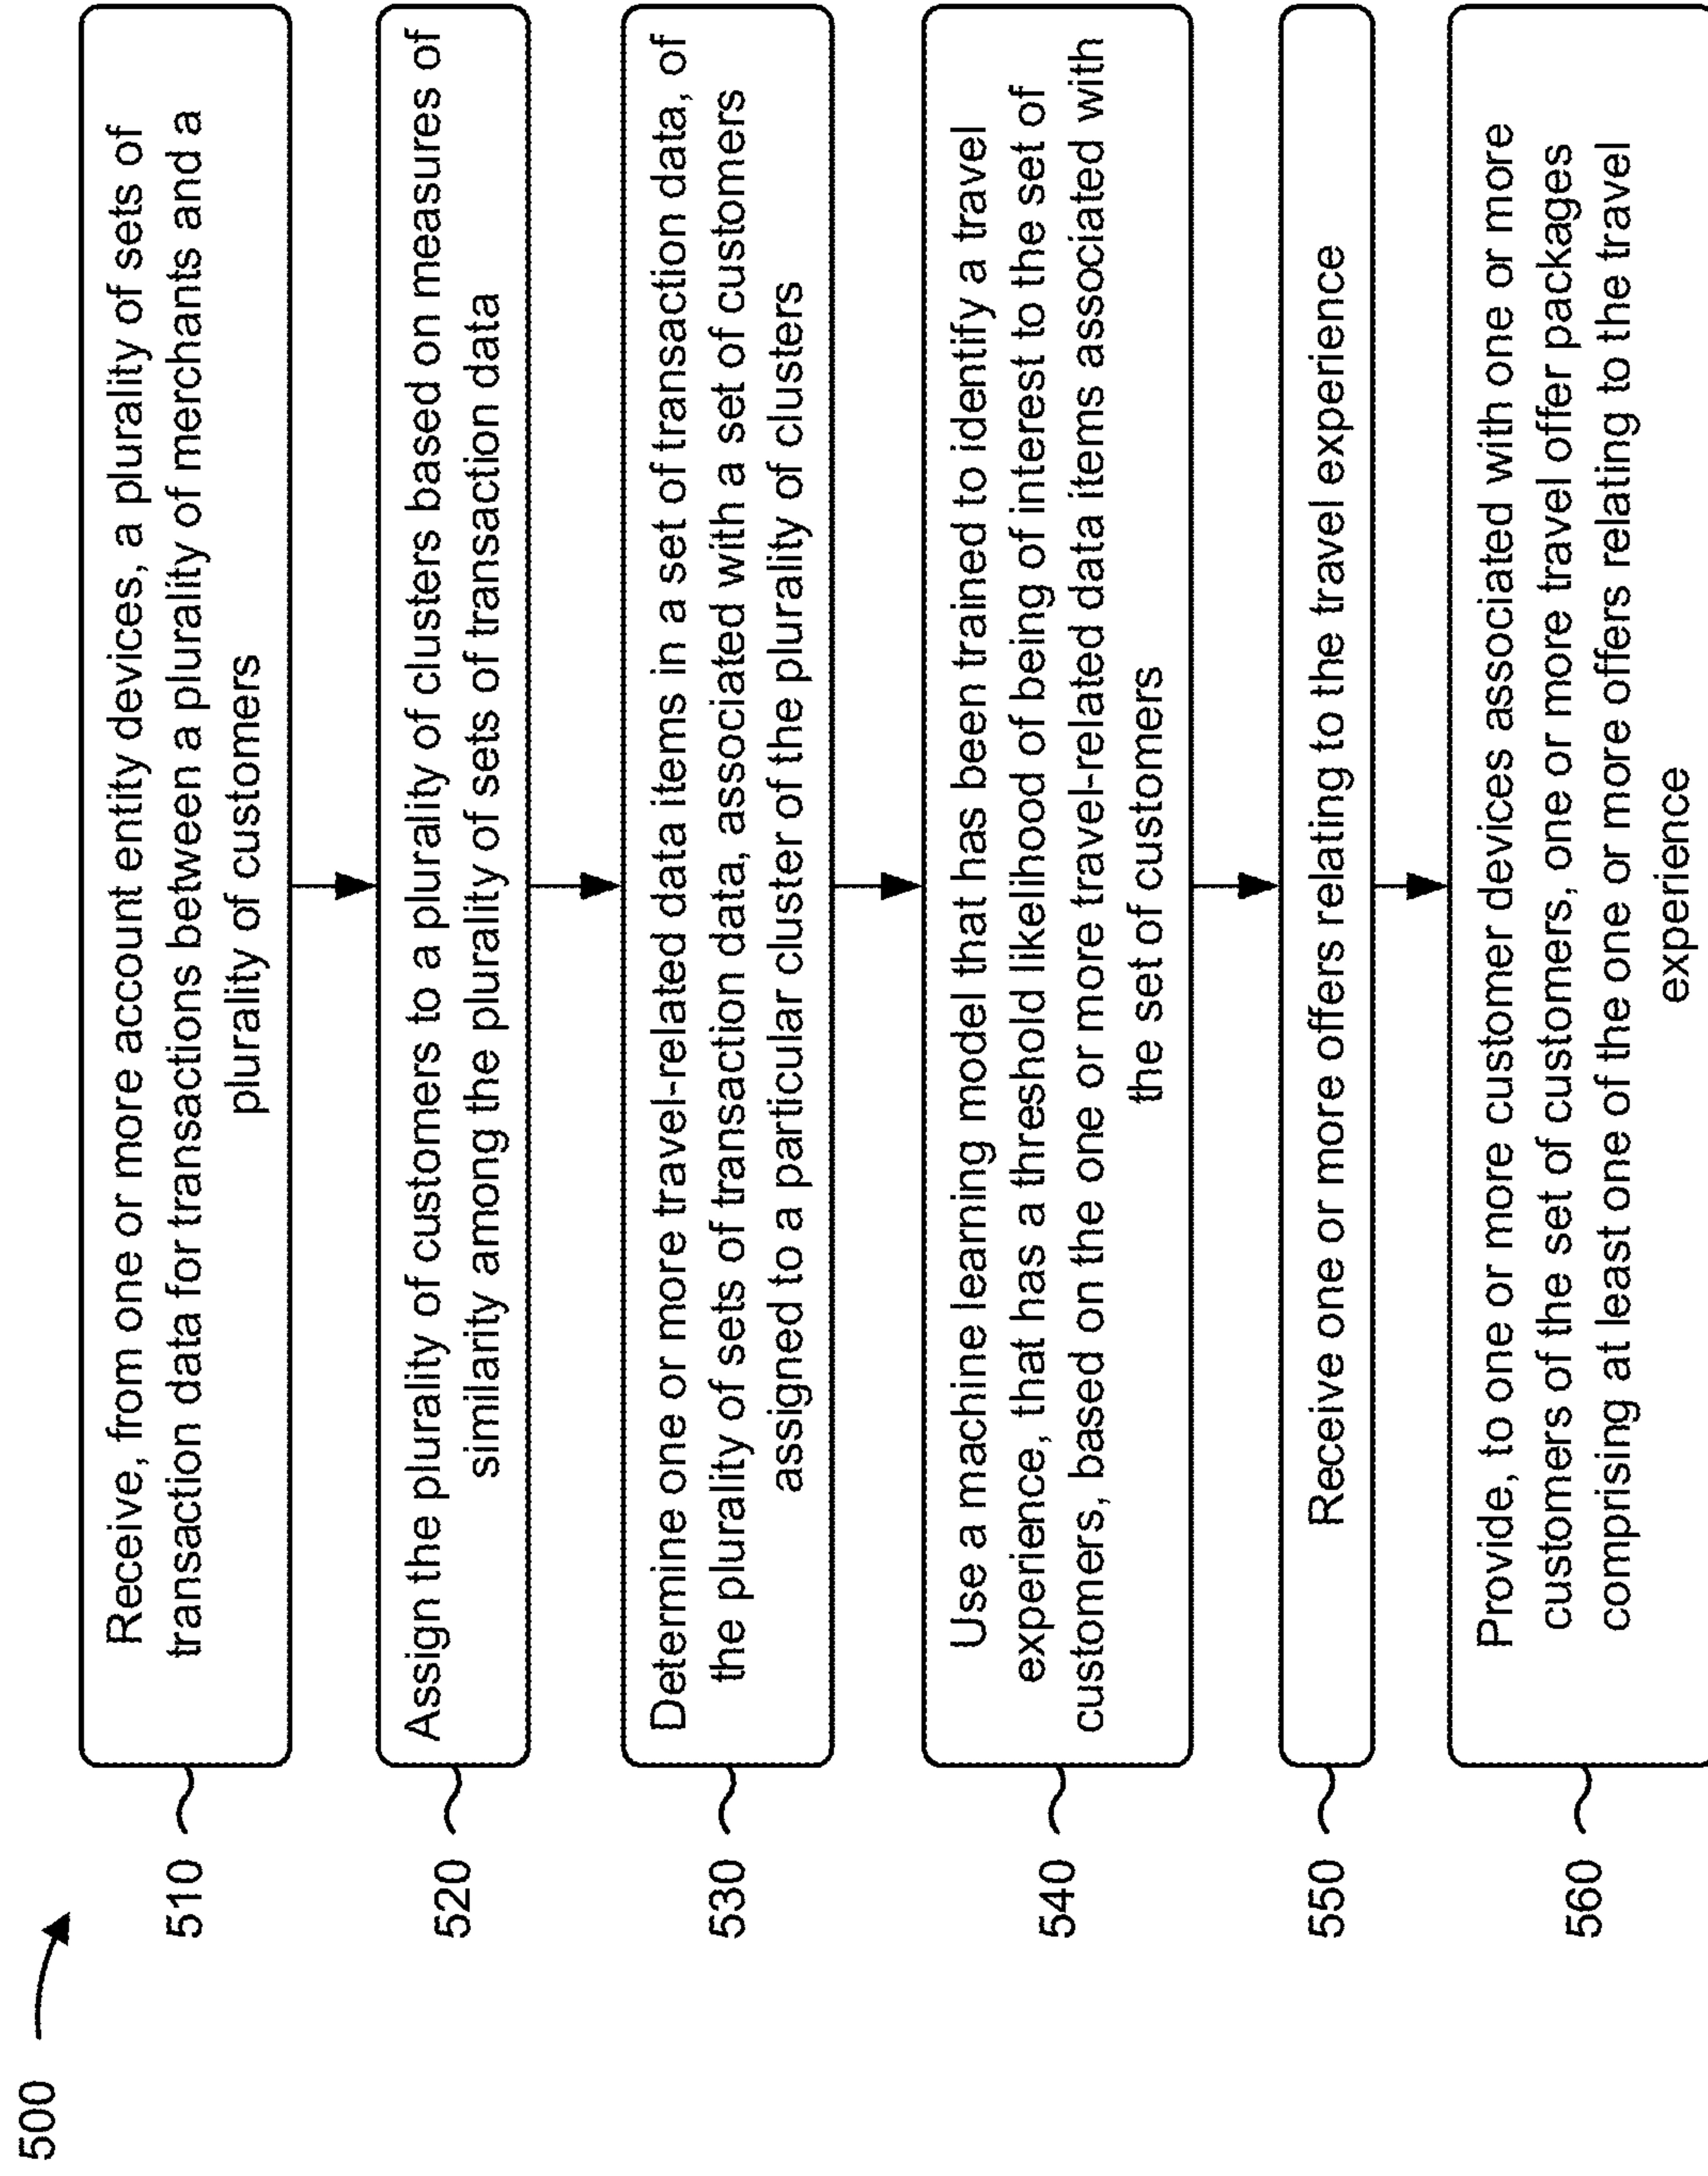 500
510
Receive, from one or more account entity devices, a plurality of sets of
transaction data for transactions between a plurality of merchants and a
plurality of customers
520
Assign the plurality of customers to a plurality of clusters based on measures of
similarity among the plurality of sets of transaction data
530
Determine one or more travel-related data items in a set of transaction data, of
the plurality of sets of transaction data, associated with a set of customers
assigned to a particular cluster of the plurality of clusters
540
Use a machine learning model that has been trained to identify a travel
experience, that has a threshold likelihood of being of interest to the set of
customers, based on the one or more travel-related data items associated with
the set of customers
550
Receive one or more offers relating to the travel experience
560
Provide, to one or more customer devices associated with one or more
customers of the set of customers, one or more travel offer packages
comprising at least one of the one or more offers relating to the travel
experience